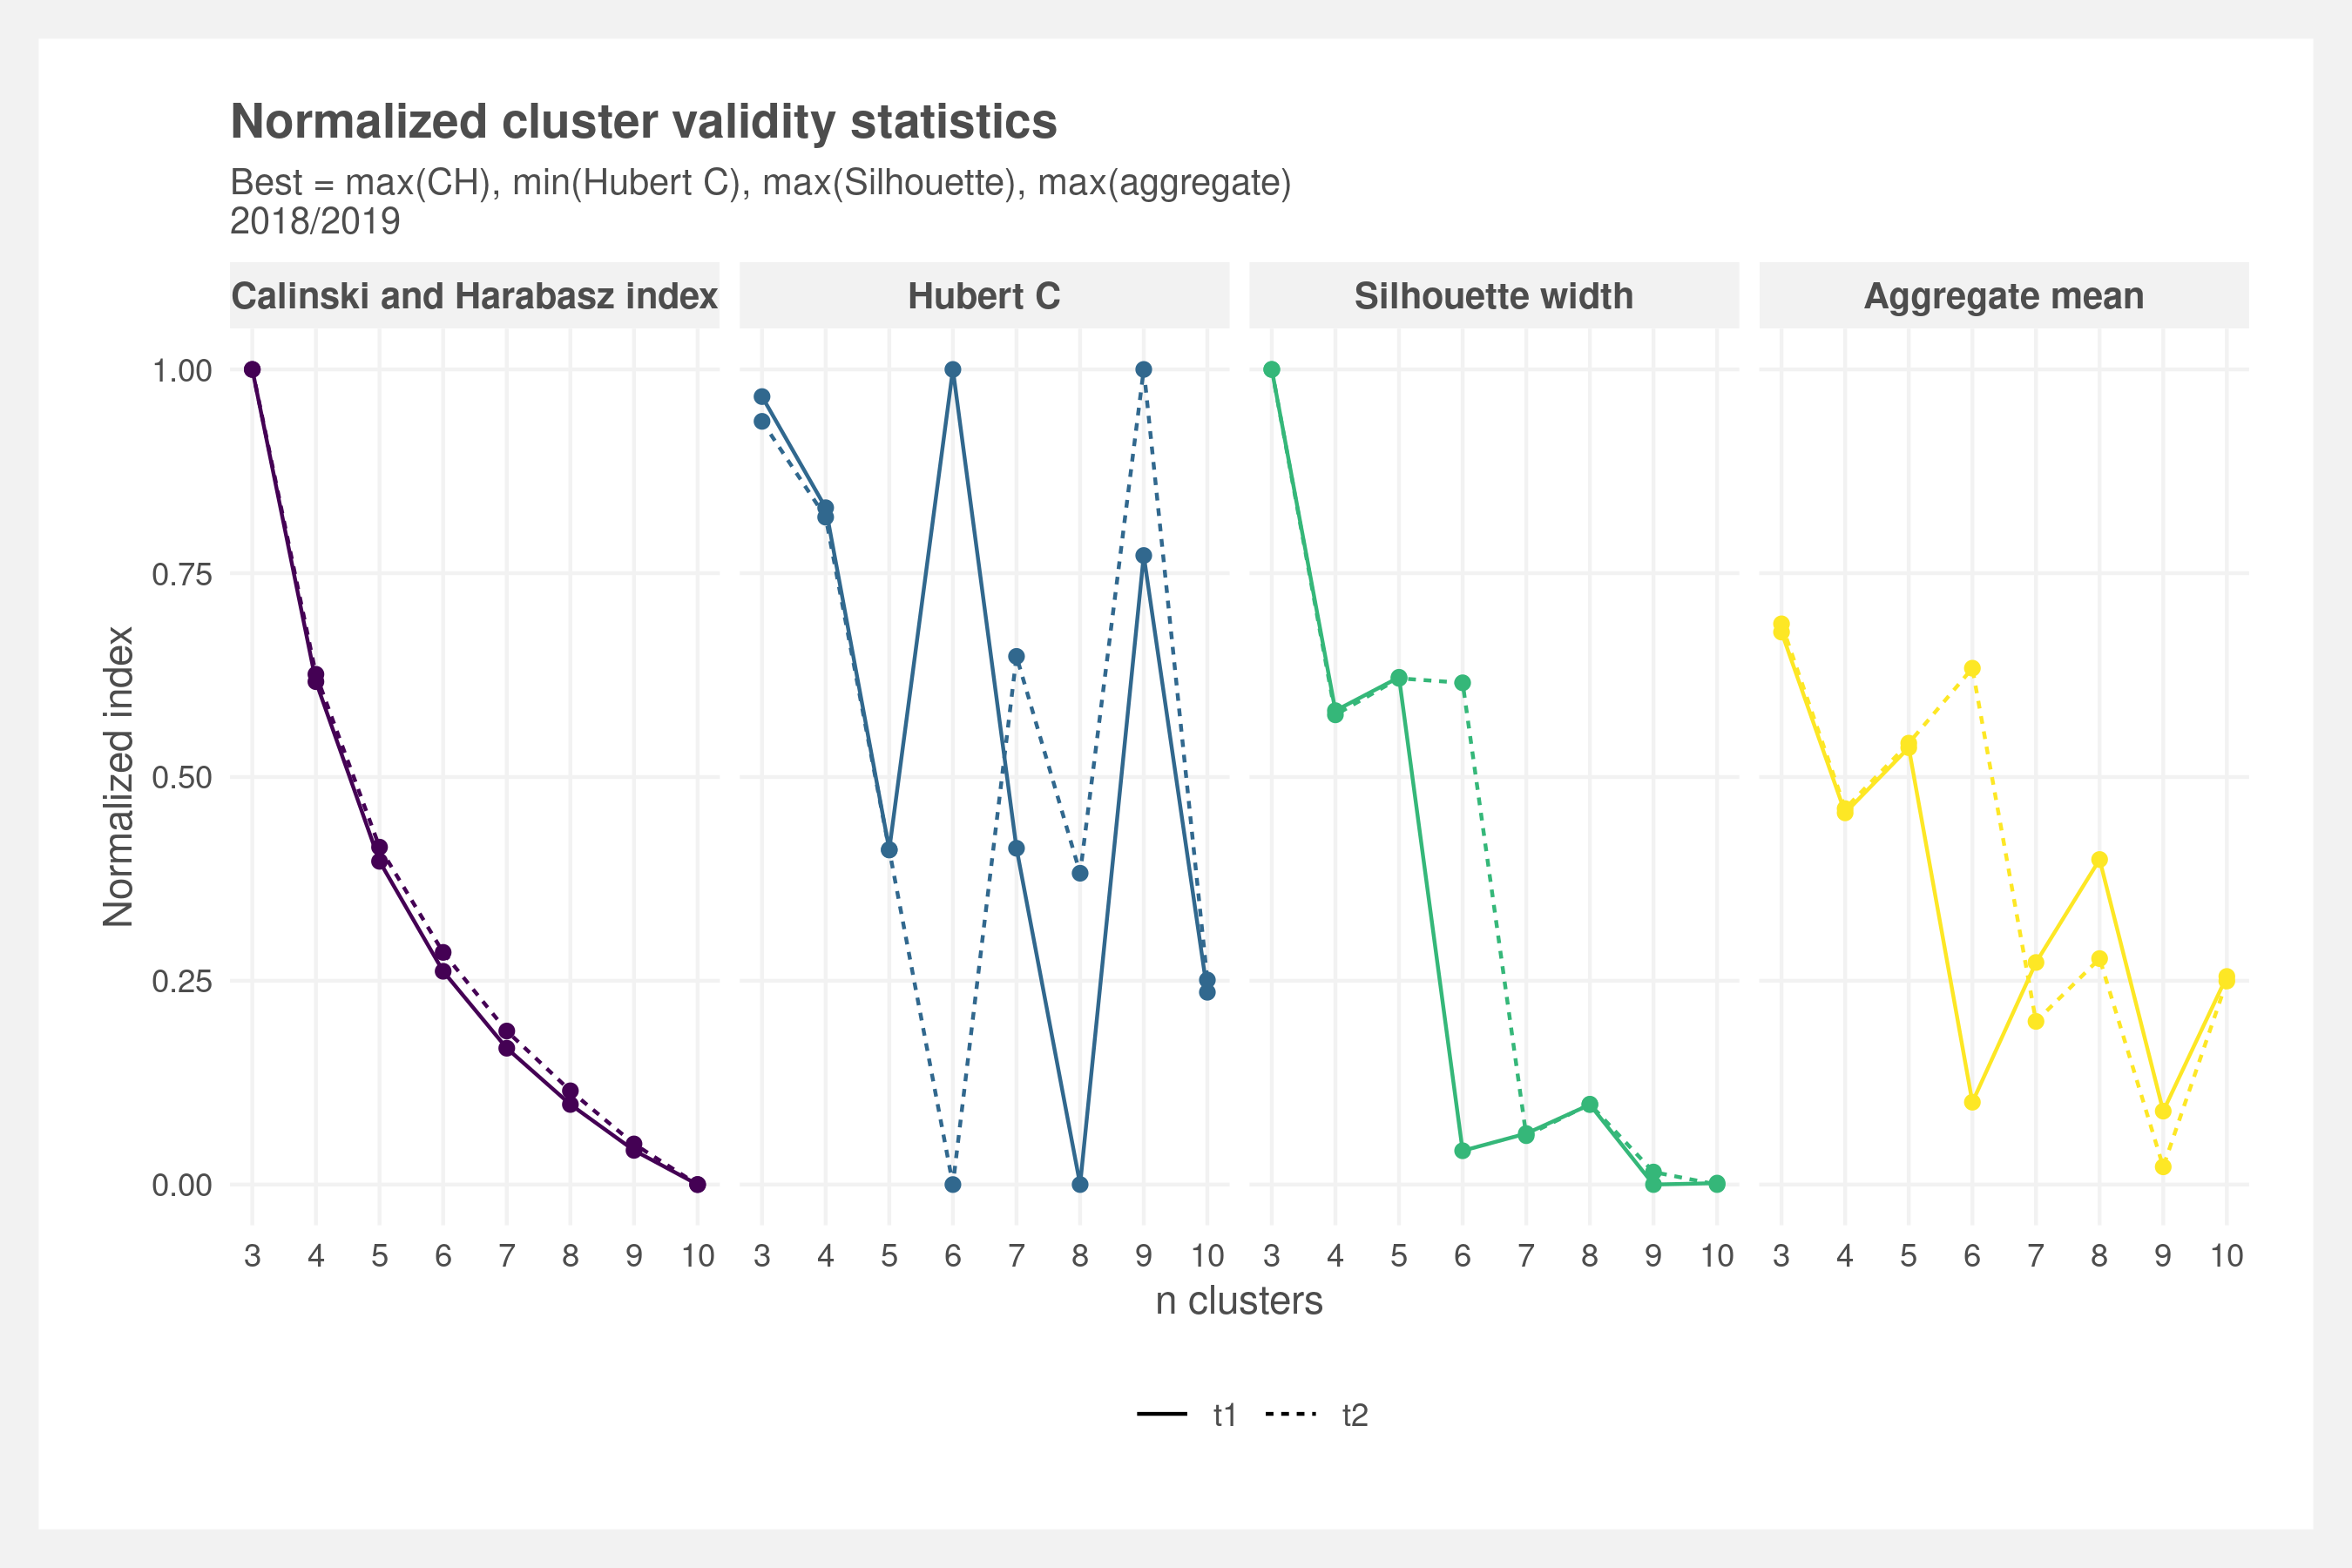 Normalized cluster validity statistics
Best = max(CH), min(Hubert C), max(Silhouette), max(aggregate)
2018/2019
Calinski and Harabasz index
Hubert C
Silhouette width
Aggregate mean
Normalized index
1.00
0.75
0.50
0.25
0.00
3 4 5 6 7 8 9 10
3 4 5 6 7 8 9 10
3 4 5 6 7 8 9 10
3 4 5 6 7 8 9 10
n clusters
t1 t2